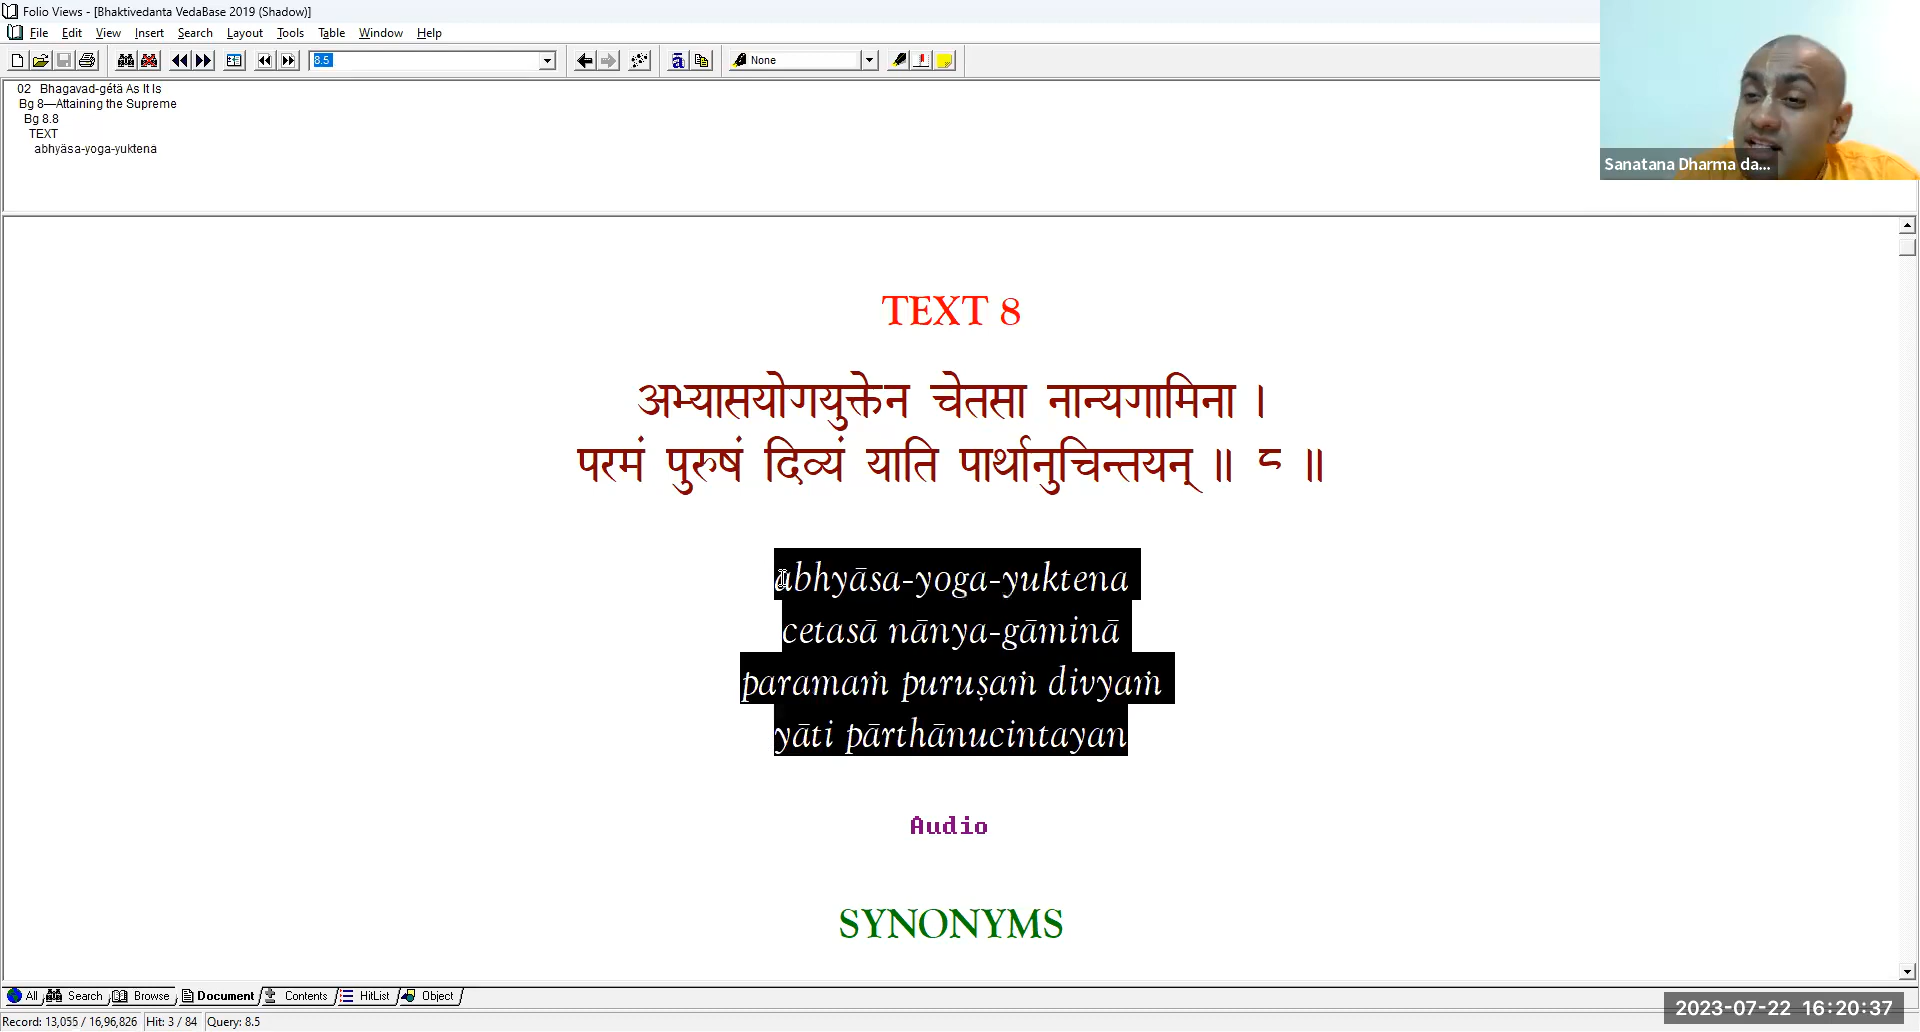 Folio Views - [Bhaktivedanta VedaBase 2019 (Shadow)]
File Edit View Insert Search Layout Tools Table Window Help
8.5
None
02 Bhagavad-gétä As It Is
Bg 8—Attaining the Supreme
Bg 8.8
TEXT
abhyäsa-yoga-yuktena
Sanatana Dharma da...
TEXT 8
अभ्यासयोगयुक्तेन चेतसा नान्यगामिना ।
परमं पुरुषं दिव्यं याति पार्थानुचिन्तयन् ॥ ८ ॥
abhyāsa-yoga-yuktena
cetasā nānya-gāminā
paramaṁ puruṣaṁ divyaṁ
yāti pārthānucintayan
Audio
SYNONYMS
All Search Browse Document Contents HitList Object
Record: 13,055 / 16,96,826 Hit: 3 / 84 Query: 8.5
2023-07-22 16:20:37